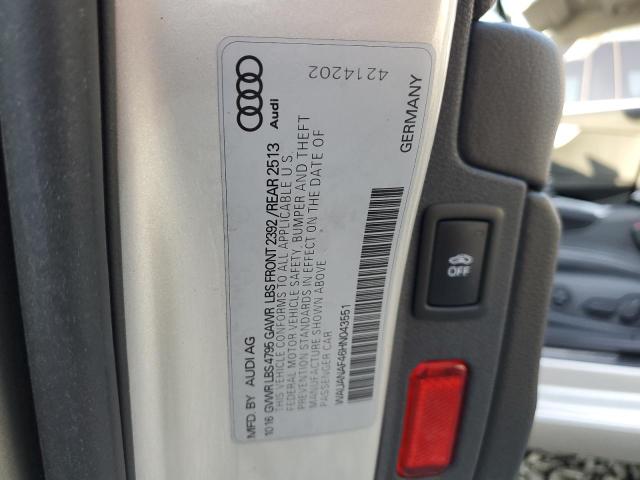 MFD. BY AUDI AG
Audi
4214202
1016 GVWR LBS 4795 GAWR LBS FRONT 2392 / REAR 2513
THIS VEHICLE CONFORMS TO ALL APPLICABLE U.S.
FEDERAL MOTOR VEHICLE SAFETY, BUMPER AND THEFT
PREVENTION STANDARDS IN EFFECT ON THE DATE OF
MANUFACTURE SHOWN ABOVE
PASSENGER CAR
WAUANAF46HN043551
GERMANY
OFF